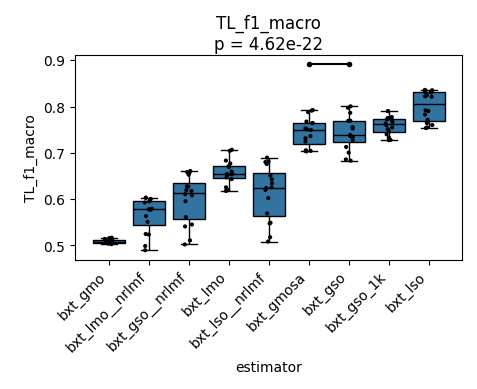 TL_f1_macro
p = 4.62e-22
TL_f1_macro
0.9
0.8
0.7
0.6
0.5
bxt_gmo
bxt_lmo__nrlmf
bxt_gso__nrlmf
bxt_lmo
bxt_lso__nrlmf
bxt_gmosa
bxt_gso
bxt_gso_1k
bxt_lso
estimator